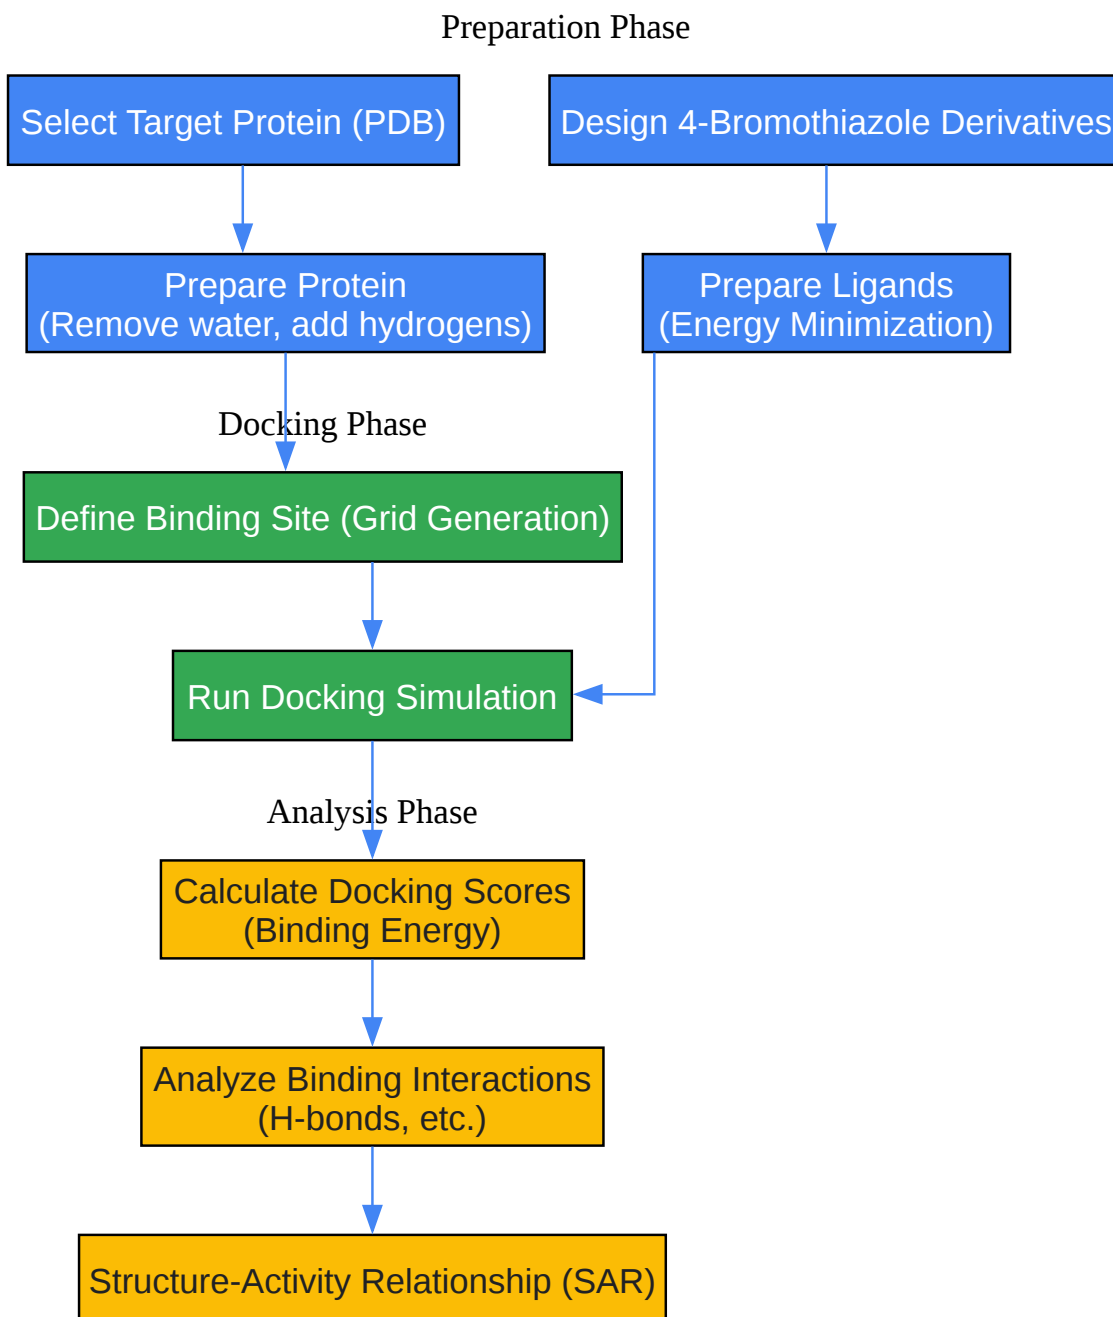 Preparation Phase
Select Target Protein (PDB)
Design 4-Bromothiazole Derivatives
Prepare Protein
(Remove water, add hydrogens)
Prepare Ligands
(Energy Minimization)
Docking Phase
Define Binding Site (Grid Generation)
Run Docking Simulation
Analysis Phase
Calculate Docking Scores
(Binding Energy)
Analyze Binding Interactions
(H-bonds, etc.)
Structure-Activity Relationship (SAR)